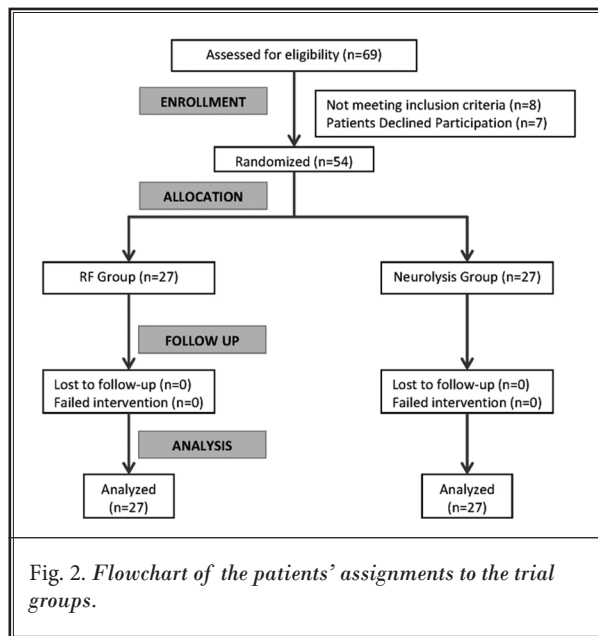 Assessed for eligibility (n=69)
ENROLLMENT
Not meeting inclusion criteria (n=8)
Patients Declined Participation (n=7)
Randomized (n=54)
ALLOCATION
RF Group (n=27)
Neurolysis Group (n=27)
FOLLOW UP
Lost to follow-up (n=0)
Failed intervention (n=0)
Lost to follow-up (n=0)
Failed intervention (n=0)
ANALYSIS
Analyzed
(n=27)
Analyzed
(n=27)
Fig. 2. Flowchart of the patients' assignments to the trial
groups.